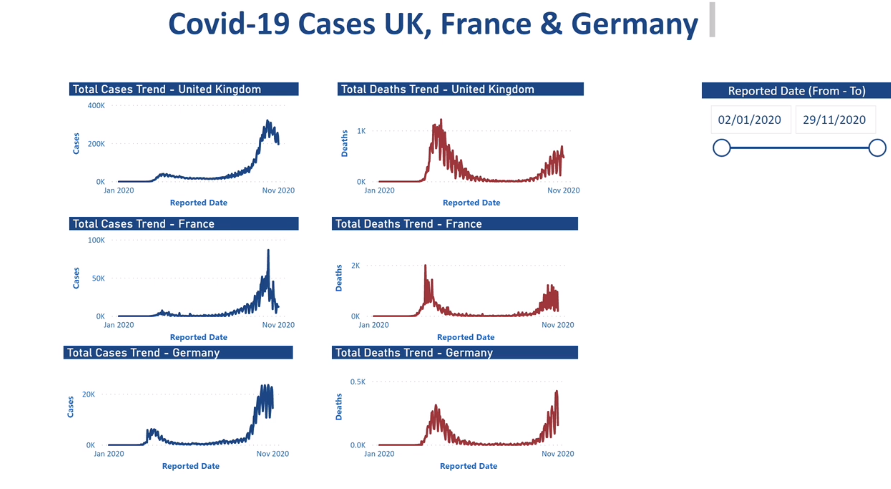 Covid-19 Cases UK, France & Germany
Total Cases Trend - United Kingdom
400K
200K
0K
Cases
Jan 2020
Nov 2020
Reported Date
Total Deaths Trend - United Kingdom
1K
0K
Deaths
Jan 2020
Nov 2020
Reported Date
Reported Date (From - To)
02/01/2020
29/11/2020
Total Cases Trend - France
100K
50K
0K
Cases
Jan 2020
Nov 2020
Reported Date
Total Deaths Trend - France
2K
0K
Deaths
Jan 2020
Nov 2020
Reported Date
Total Cases Trend - Germany
20K
0K
Cases
Jan 2020
Nov 2020
Reported Date
Total Deaths Trend - Germany
0.5K
0.0K
Deaths
Jan 2020
Nov 2020
Reported Date